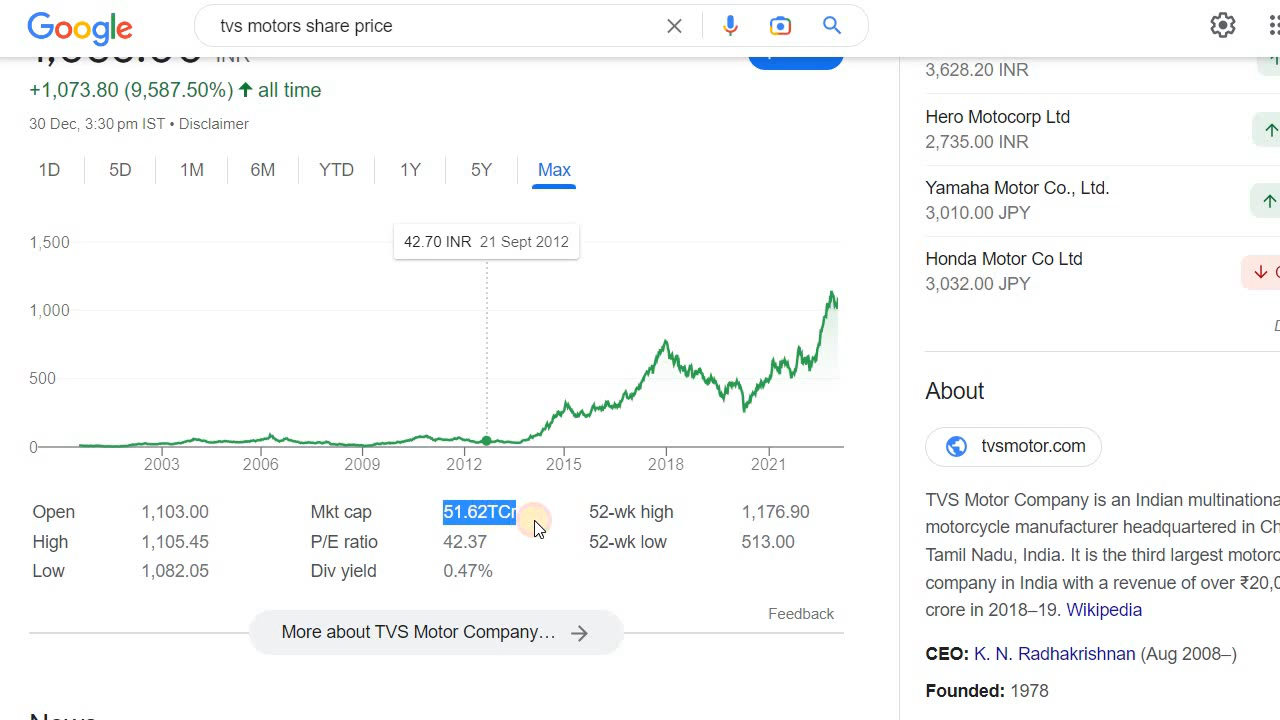 Google
tvs motors share price
INR
+1,073.80 (9,587.50%) ↑ all time
30 Dec, 3:30 pm IST • Disclaimer
1D 5D 1M 6M YTD 1Y 5Y Max
42.70 INR 21 Sept 2012
1,500
1,000
500
0
2003 2006 2009 2012 2015 2018 2021
Open 1,103.00 Mkt cap 51.62TCr 52-wk high 1,176.90
High 1,105.45 P/E ratio 42.37 52-wk low 513.00
Low 1,082.05 Div yield 0.47%
Feedback
More about TVS Motor Company... →
News
3,628.20 INR
Hero Motocorp Ltd
2,735.00 INR
Yamaha Motor Co., Ltd.
3,010.00 JPY
Honda Motor Co Ltd
3,032.00 JPY
About
tvsmotor.com
TVS Motor Company is an Indian multinationa
motorcycle manufacturer headquartered in Ch
Tamil Nadu, India. It is the third largest motorc
company in India with a revenue of over ₹20,0
crore in 2018–19. Wikipedia
CEO: K. N. Radhakrishnan (Aug 2008–)
Founded: 1978